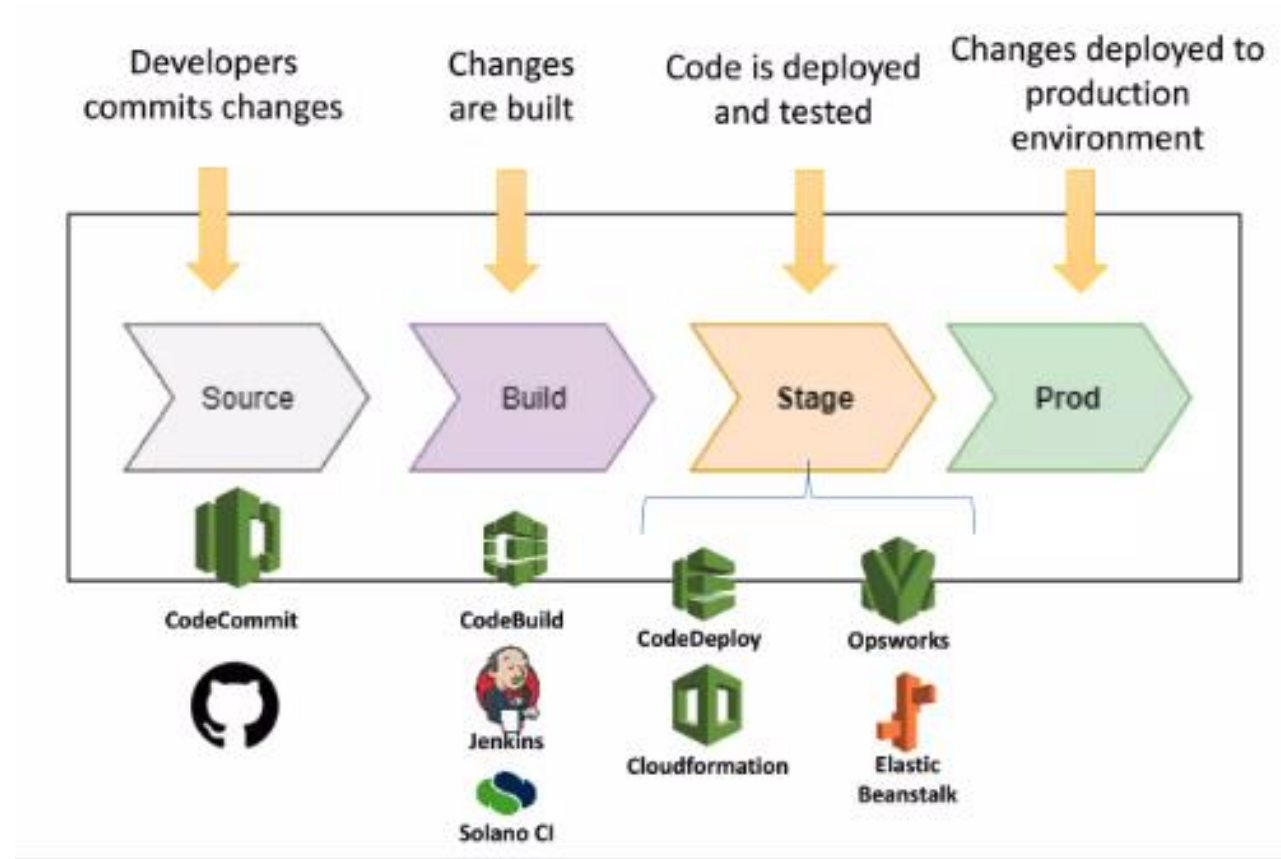 Developers
commits changes
Changes
are built
Code is deployed
and tested
Changes deployed to
production
environment
Source
Build
Stage
Prod
CodeCommit
CodeBuild
Jenkins
Solano CI
CodeDeploy
Cloudformation
Opsworks
Elastic
Beanstalk